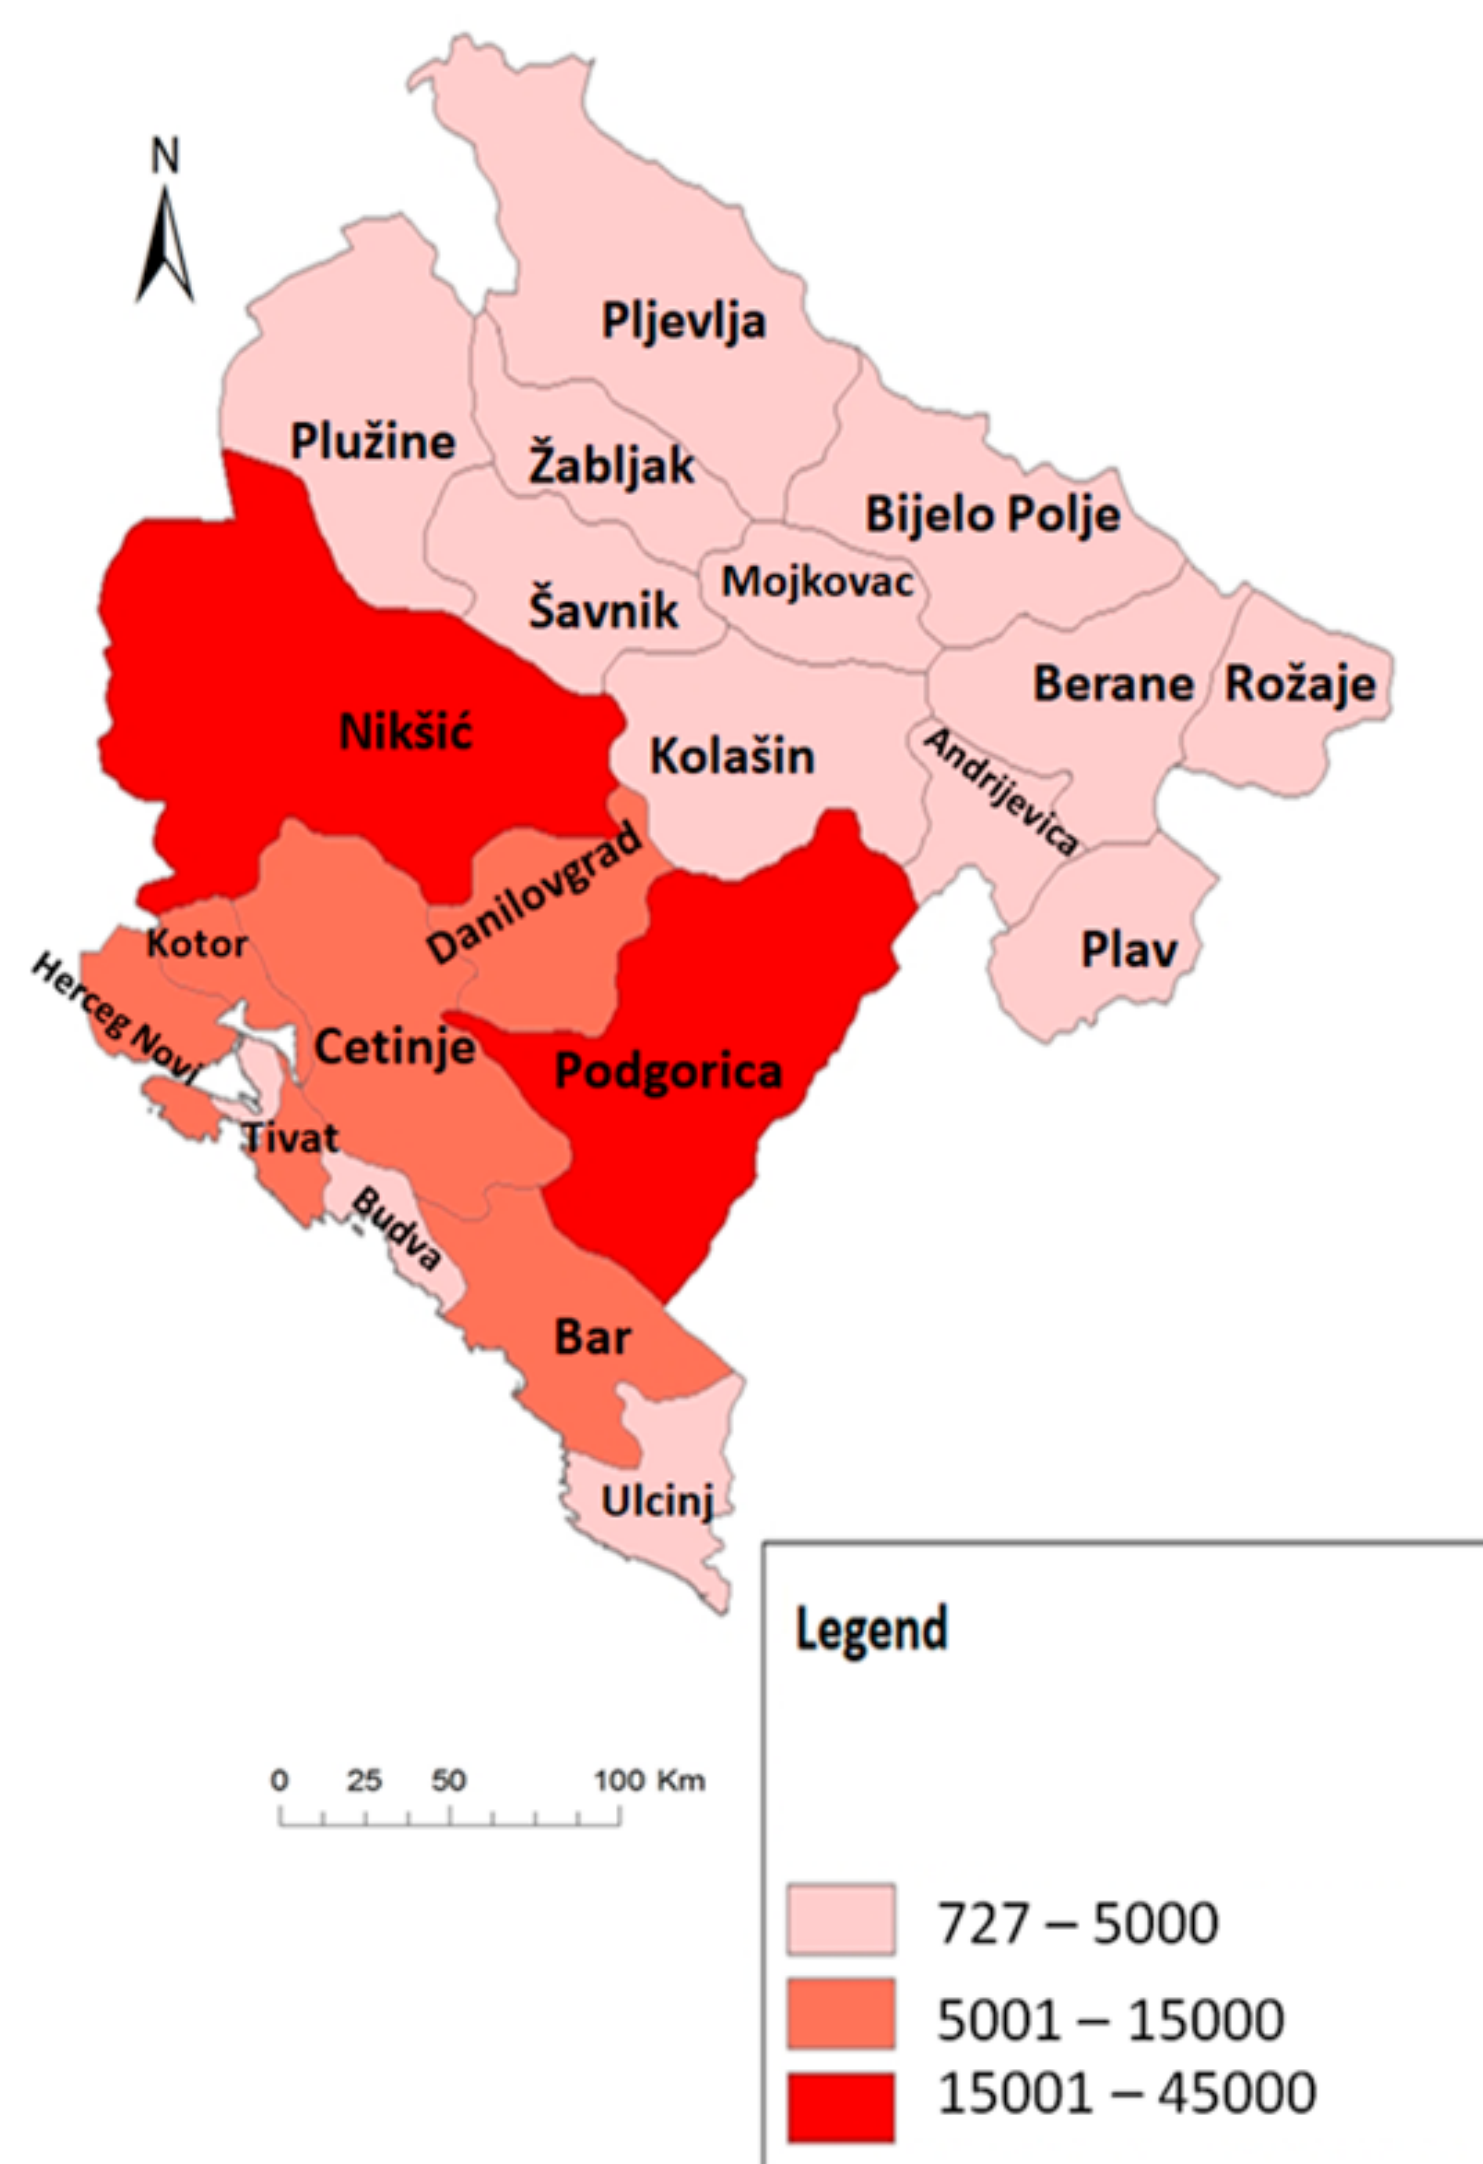 N
Pljevlja
Plužine
Žabljak
Bijelo Polje
Mojkovac
Šavnik
Berane
Rožaje
Nikšić
Kolašin
Andrijevica
Danilovgrad
Kotor
Plav
Herceg Novi
Cetinje
Podgorica
Tivat
Budva
Bar
Ulcinj
Legend
0 25 50 100 Km
727 – 5000
5001 – 15000
15001 – 45000